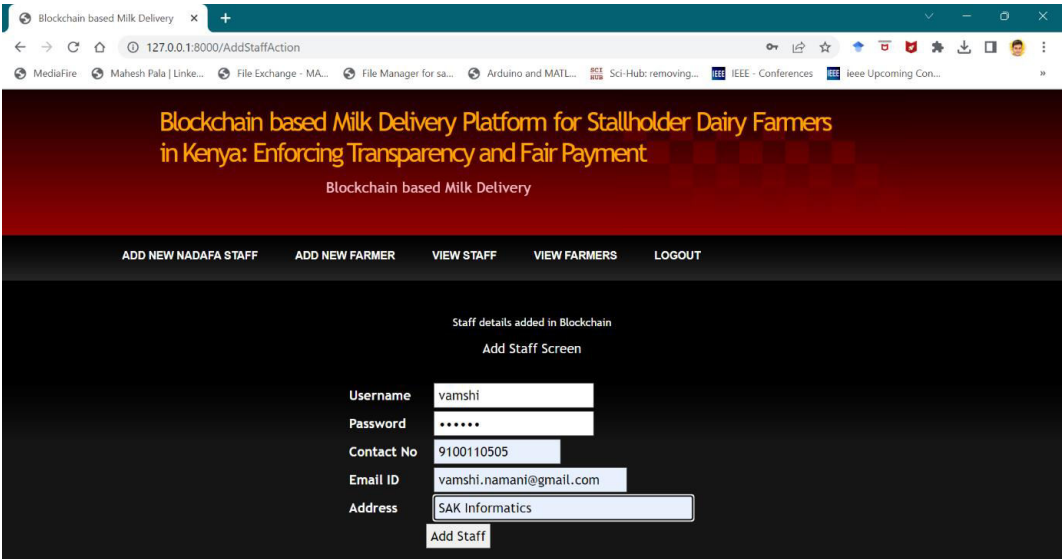 Blockchain based Milk Delivery
127.0.0.1:8000/AddStaffAction
MediaFire Mahesh Pala | Linke... File Exchange - MA... File Manager for sa... Arduino and MATL... SCI HUB Sci-Hub: removing... IEEE IEEE - Conferences IEEE ieee Upcoming Con... »
Blockchain based Milk Delivery Platform for Stallholder Dairy Farmers
in Kenya: Enforcing Transparency and Fair Payment
Blockchain based Milk Delivery
ADD NEW NADAFA STAFF ADD NEW FARMER VIEW STAFF VIEW FARMERS LOGOUT
Staff details added in Blockchain
Add Staff Screen
Username vamshi
Password ••••••
Contact No 9100110505
Email ID vamshi.namani@gmail.com
Address SAK Informatics
Add Staff